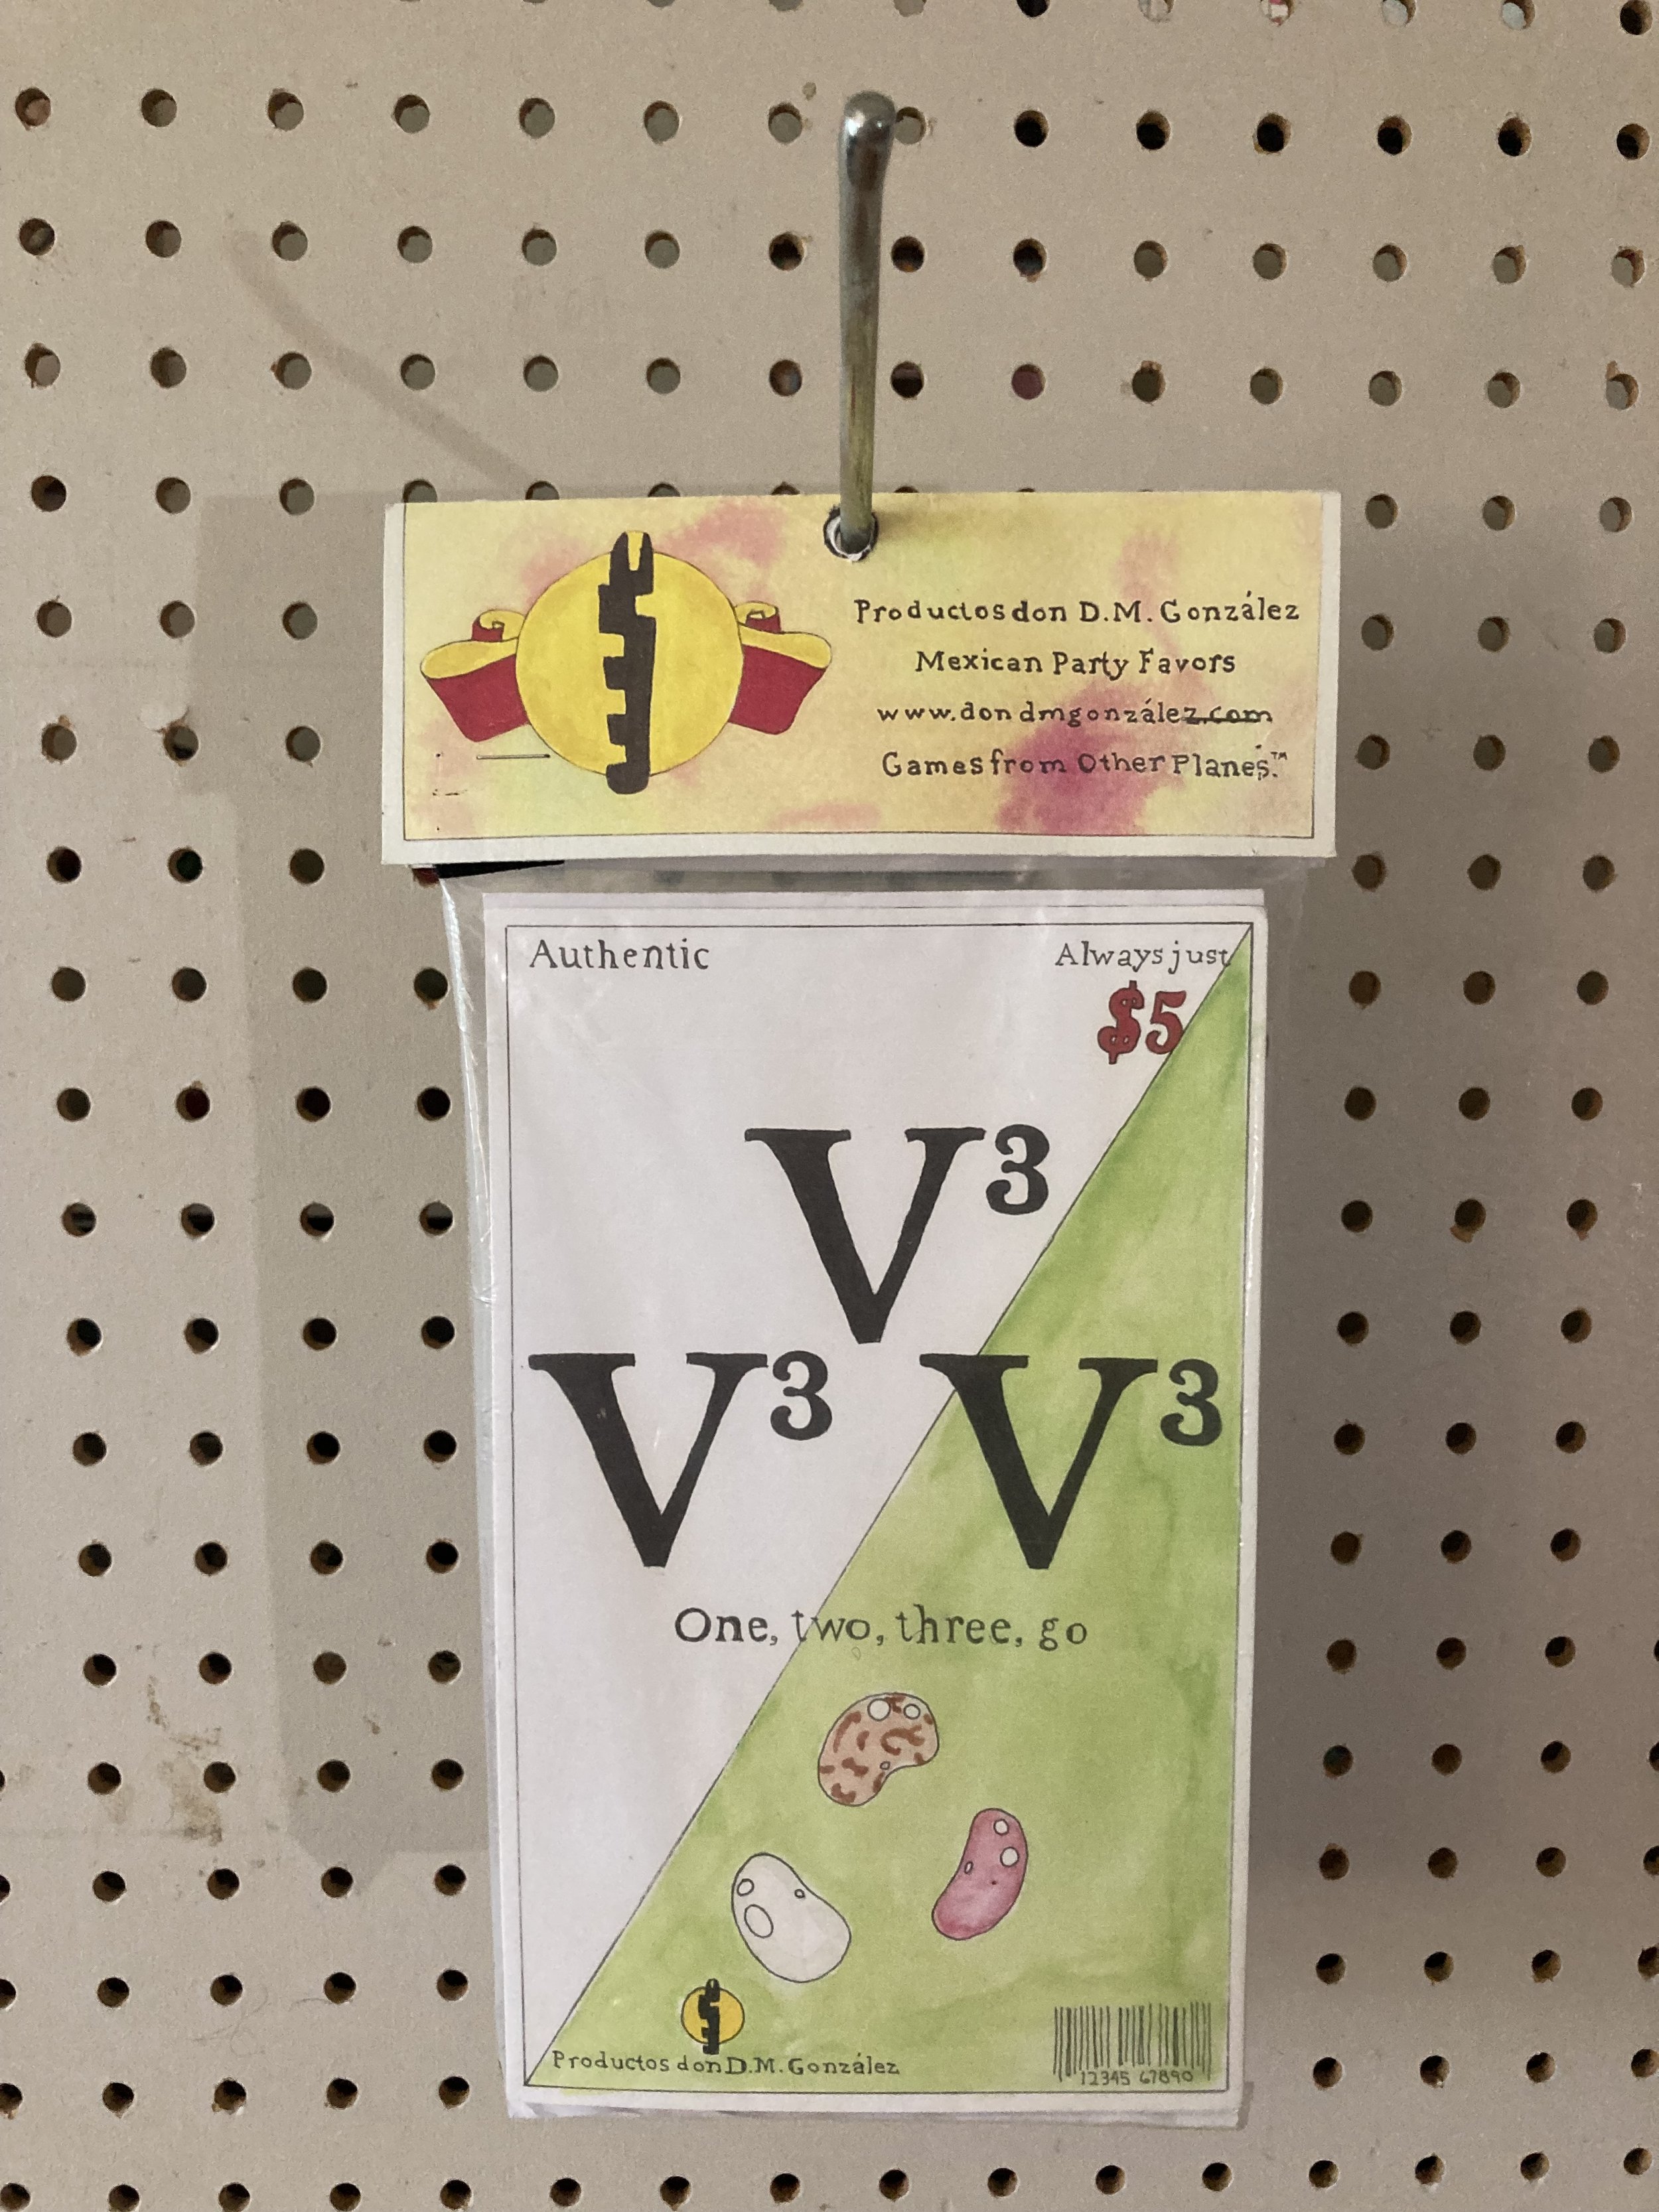 Productos don D.M. González
Mexican Party Favors
www.dondmgonzález.com
Games from Other Planes.™
Authentic
Always just
$5
V³
V³ V³
One, two, three, go
Productos don D.M. González
12345 67890